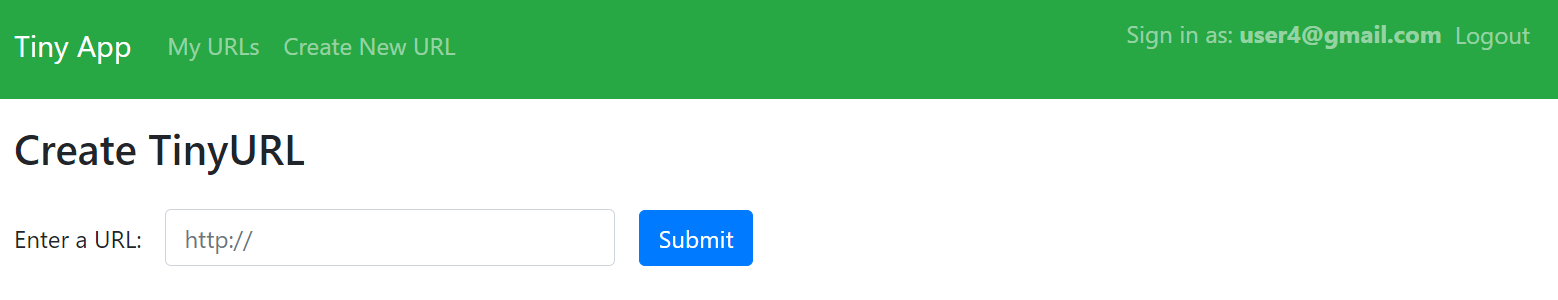 Tiny App My URLs Create New URL Sign in as: user4@gmail.com Logout
Create TinyURL
Enter a URL: http:// Submit